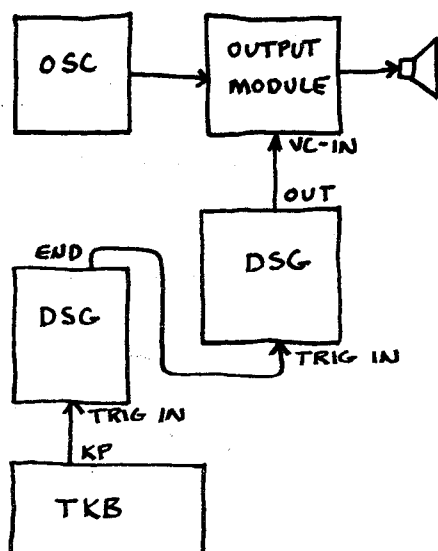 OSC
OUTPUT
MODULE
VC-IN
OUT
DSG
END
DSG
TRIG IN
TRIG IN
KP
TKB